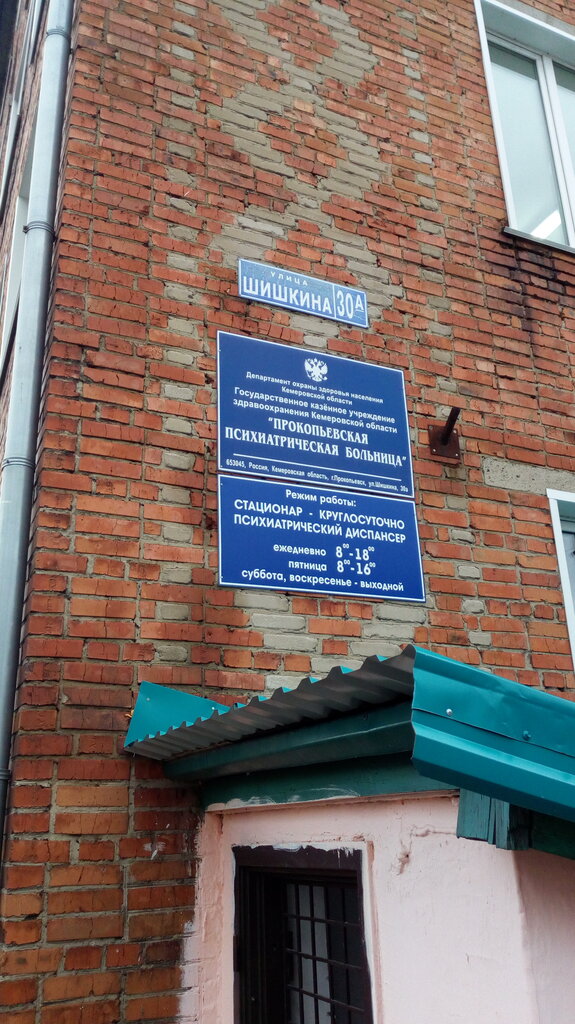 УЛИЦА
ШИШКИНА 30А
Департамент охраны здоровья населения
Кемеровской области
Государственное казённое учреждение
здравоохранения Кемеровской области
"ПРОКОПЬЕВСКАЯ
ПСИХИАТРИЧЕСКАЯ БОЛЬНИЦА"
653045, Россия, Кемеровская область, г.Прокопьевск, ул.Шишкина, 30а
Режим работы:
СТАЦИОНАР - КРУГЛОСУТОЧНО
ПСИХИАТРИЧЕСКИЙ ДИСПАНСЕР
ежедневно 8⁰⁰-18⁰⁰
пятница 8⁰⁰-16⁰⁰
суббота, воскресенье - выходной